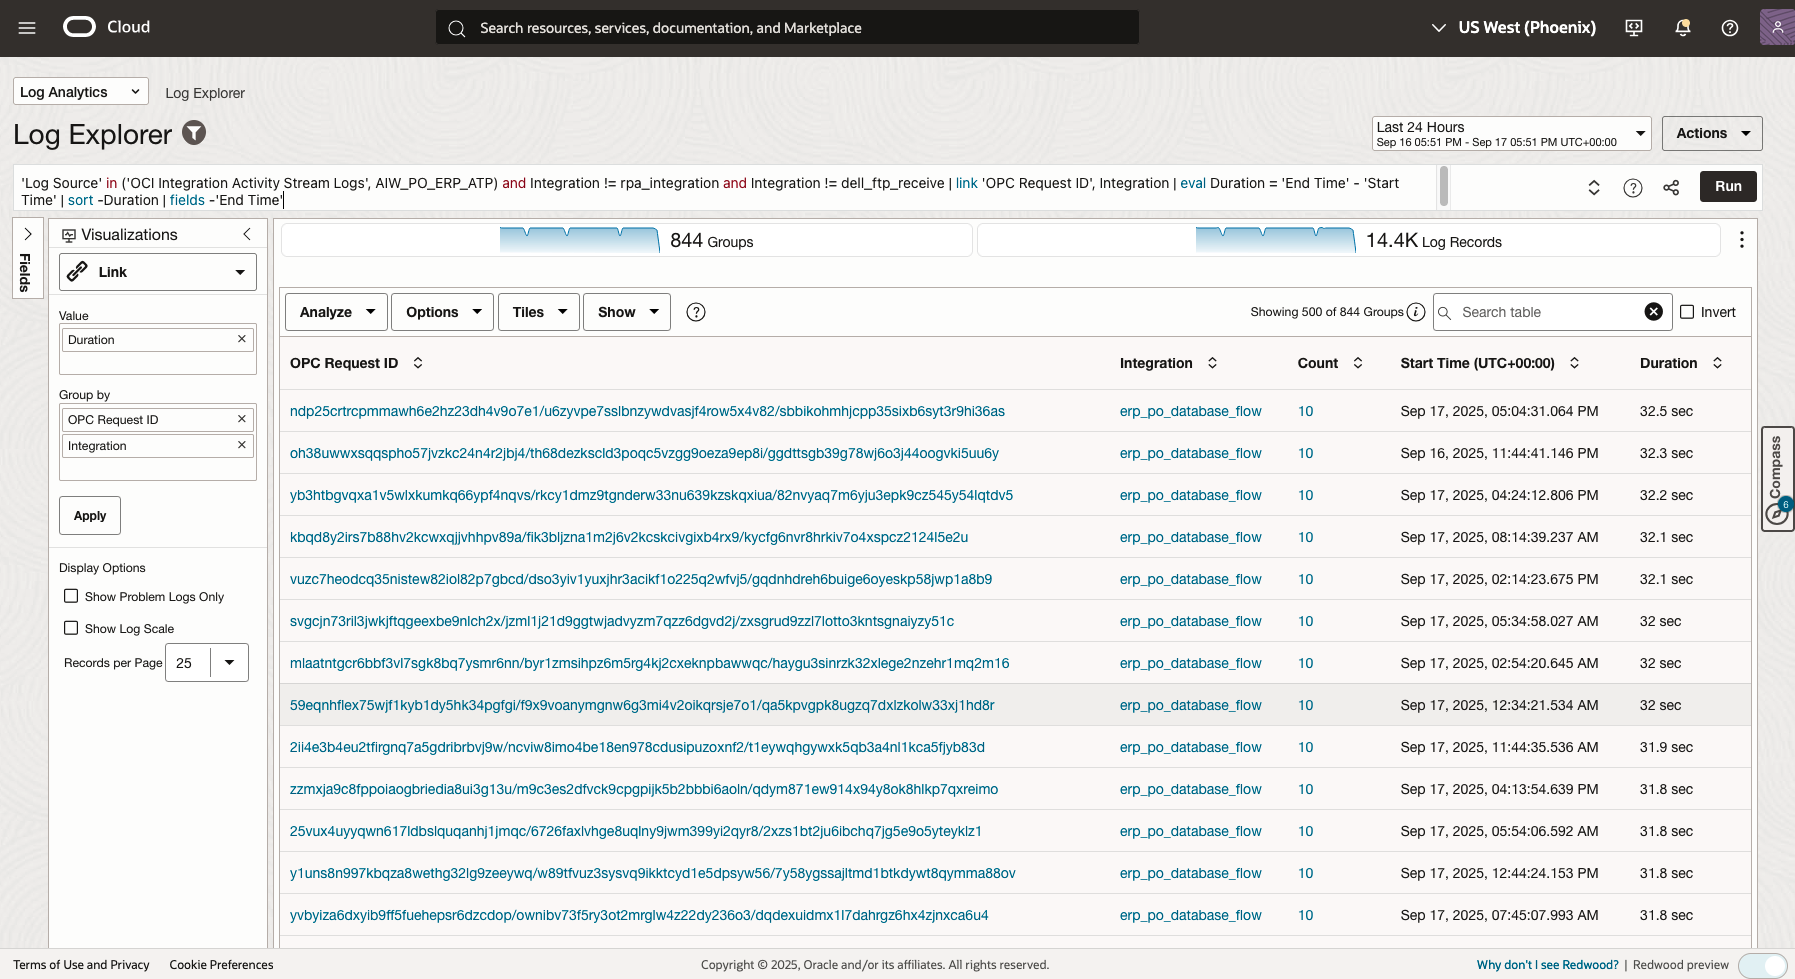 Cloud
Search resources, services, documentation, and Marketplace
US West (Phoenix)
Log Analytics
Log Explorer
Log Explorer
Last 24 Hours
Sep 16 05:51 PM - Sep 17 05:51 PM UTC+00:00
Actions
'Log Source' in ('OCI Integration Activity Stream Logs', AIW_PO_ERP_ATP) and Integration != rpa_integration and Integration != dell_ftp_receive | link 'OPC Request ID', Integration | eval Duration = 'End Time' - 'Start
Time' | sort -Duration | fields -'End Time'
Run
Fields
Visualizations
Link
Value
Duration
Group by
OPC Request ID
Integration
Apply
Display Options
Show Problem Logs Only
Show Log Scale
Records per Page 25
844 Groups
14.4K Log Records
Analyze
Options
Tiles
Show
Showing 500 of 844 Groups
Search table
Invert
OPC Request ID Integration Count Start Time (UTC+00:00) Duration
ndp25crtrcpmmawh6e2hz23dh4v9o7e1/u6zyvpe7sslbnzywdvasjf4row5x4v82/sbbikohmhjcpp35sixb6syt3r9hi36as erp_po_database_flow 10 Sep 17, 2025, 05:04:31.064 PM 32.5 sec
oh38uwwxsqqspho57jvzkc24n4r2jbj4/th68dezkscld3poqc5vzgg9oeza9ep8i/ggdttsgb39g78wj6o3j44oogvki5uu6y erp_po_database_flow 10 Sep 16, 2025, 11:44:41.146 PM 32.3 sec
yb3htbgvqxa1v5wlxkumkq66ypf4nqvs/rkcy1dmz9tgnderw33nu639kzskqxiua/82nvyaq7m6yju3epk9cz545y54lqtdv5 erp_po_database_flow 10 Sep 17, 2025, 04:24:12.806 PM 32.2 sec
kbqd8y2irs7b88hv2kcwxqjjvhhpv89a/fik3bljzna1m2j6v2kcskcivgixb4rx9/kycfg6nvr8hrkiv7o4xspcz2124l5e2u erp_po_database_flow 10 Sep 17, 2025, 08:14:39.237 AM 32.1 sec
vuzc7heodcq35nistew82iol82p7gbcd/dso3yiv1yuxjhr3acikf1o225q2wfvj5/gqdnhdreh6buige6oyeskp58jwp1a8b9 erp_po_database_flow 10 Sep 17, 2025, 02:14:23.675 PM 32.1 sec
svgcjn73ril3jwkjftqgeexbe9nlch2x/jzml1j21d9ggtwjadvyzm7qzz6dgvd2j/zxsgrud9zzl7lotto3kntsgnaiyzy51c erp_po_database_flow 10 Sep 17, 2025, 05:34:58.027 AM 32 sec
mlaatntgcr6bbf3vl7sgk8bq7ysmr6nn/byr1zmsihpz6m5rg4kj2cxeknpbawwqc/haygu3sinrzk32xlege2nzehr1mq2m16 erp_po_database_flow 10 Sep 17, 2025, 02:54:20.645 AM 32 sec
59eqnhflex75wjf1kyb1dy5hk34pgfgi/f9x9voanymgnw6g3mi4v2oikqrsje7o1/qa5kpvgpk8ugzq7dxlzkolw33xj1hd8r erp_po_database_flow 10 Sep 17, 2025, 12:34:21.534 AM 32 sec
2ii4e3b4eu2tfirgnq7a5gdribrbvj9w/ncviw8imo4be18en978cdusipuzoxnf2/t1eywqhgywxk5qb3a4nl1kca5fjyb83d erp_po_database_flow 10 Sep 17, 2025, 11:44:35.536 AM 31.9 sec
zzmxja9c8fppoiaogbriedia8ui3g13u/m9c3es2dfvck9cpgpijk5b2bbbi6aoln/qdym871ew914x94y8ok8hlkp7qxreimo erp_po_database_flow 10 Sep 17, 2025, 04:13:54.639 PM 31.8 sec
25vux4uyyqwn617ldbslquqanhj1jmqc/6726faxlvhge8uqlny9jwm399yi2qyr8/2xzs1bt2ju6ibchq7jg5e9o5yteyklz1 erp_po_database_flow 10 Sep 17, 2025, 05:54:06.592 AM 31.8 sec
y1uns8n997kbqza8wethg32lg9zeeywq/w89tfvuz3sysvq9ikktcyd1e5dpsyw56/7y58ygssajltmd1btkdywt8qymma88ov erp_po_database_flow 10 Sep 17, 2025, 12:44:24.153 PM 31.8 sec
yvbyiza6dxyib9ff5fuehepsr6dzcdop/ownibv73f5ry3ot2mrglw4z22dy236o3/dqdexuidmx1l7dahrgz6hx4zjnxca6u4 erp_po_database_flow 10 Sep 17, 2025, 07:45:07.993 AM 31.8 sec
Compass
6
Terms of Use and Privacy
Cookie Preferences
Copyright © 2025, Oracle and/or its affiliates. All rights reserved.
Why don't I see Redwood? | Redwood preview